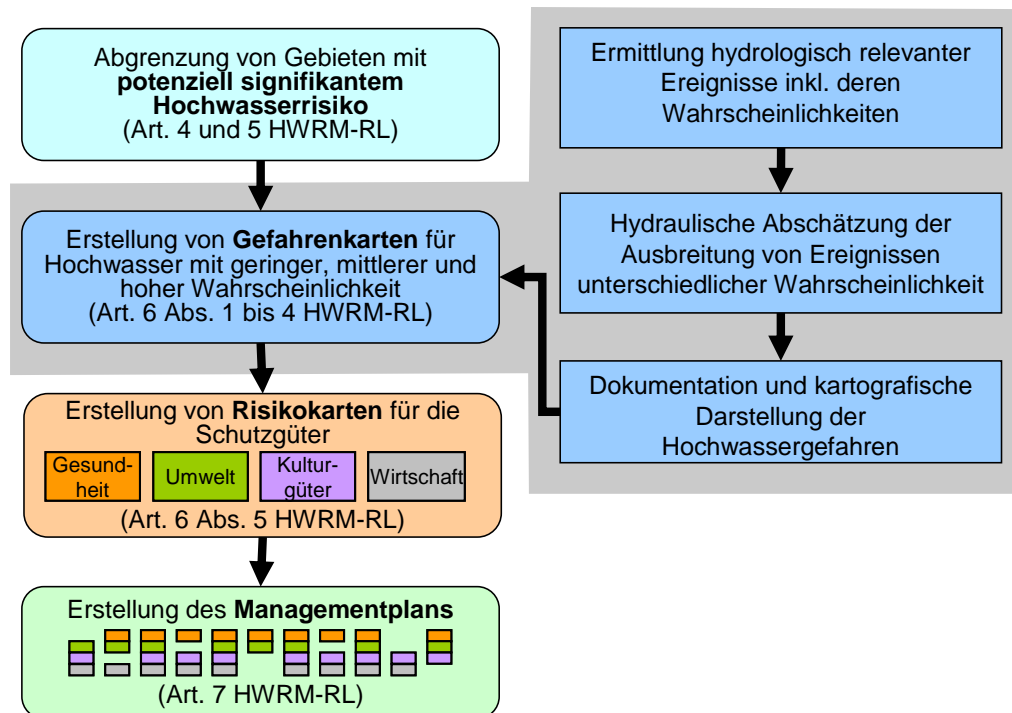 Abgrenzung von Gebieten mit
potenziell signifikantem
Hochwasserrisiko
(Art. 4 und 5 HWRM-RL)
Erstellung von Gefahrenkarten für
Hochwasser mit geringer, mittlerer und
hoher Wahrscheinlichkeit
(Art. 6 Abs. 1 bis 4 HWRM-RL)
Erstellung von Risikokarten für die
Schutzgüter
Gesund-
heit
Umwelt
Kultur-
güter
Wirtschaft
(Art. 6 Abs. 5 HWRM-RL)
Erstellung des Managementplans
(Art. 7 HWRM-RL)
Ermittlung hydrologisch relevanter
Ereignisse inkl. deren
Wahrscheinlichkeiten
Hydraulische Abschätzung der
Ausbreitung von Ereignissen
unterschiedlicher Wahrscheinlichkeit
Dokumentation und kartografische
Darstellung der
Hochwassergefahren